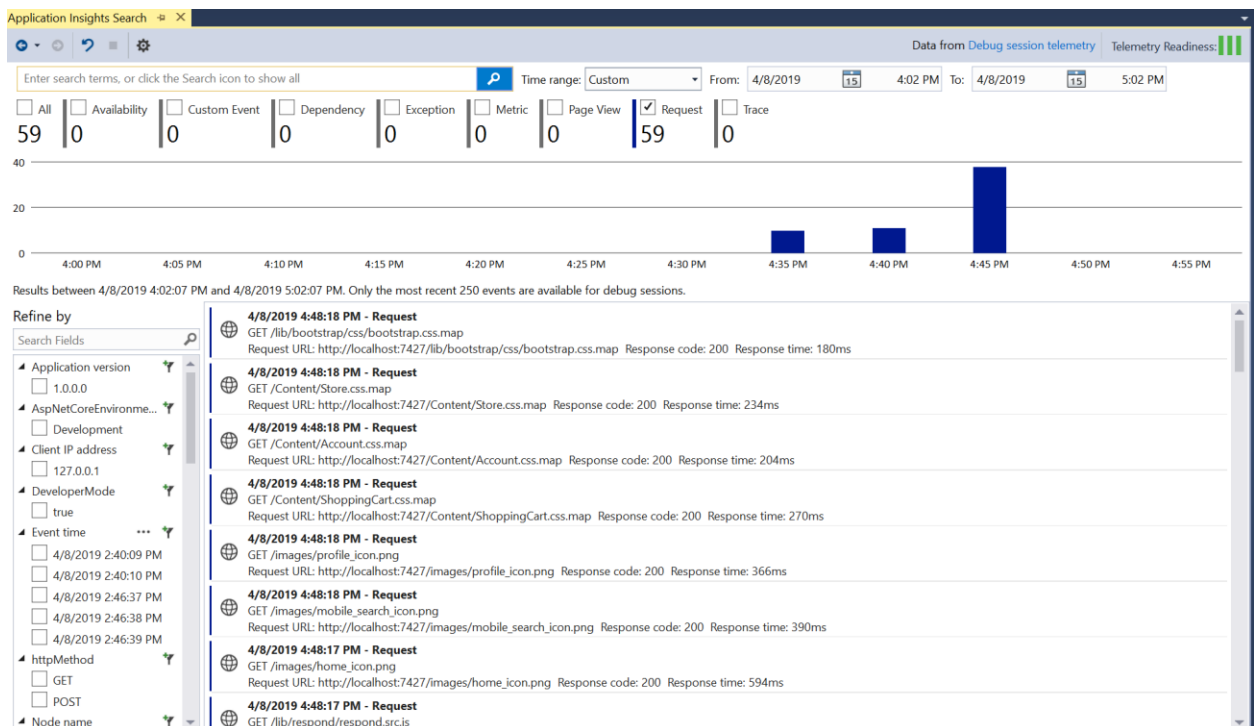 Application Insights Search
Data from Debug session telemetry Telemetry Readiness:
Enter search terms, or click the Search icon to show all Time range: Custom From: 4/8/2019 15 4:02 PM To: 4/8/2019 15 5:02 PM
All Availability Custom Event Dependency Exception Metric Page View Request Trace
59 0 0 0 0 0 0 59 0
40
20
0
4:00 PM 4:05 PM 4:10 PM 4:15 PM 4:20 PM 4:25 PM 4:30 PM 4:35 PM 4:40 PM 4:45 PM 4:50 PM 4:55 PM
Results between 4/8/2019 4:02:07 PM and 4/8/2019 5:02:07 PM. Only the most recent 250 events are available for debug sessions.
Refine by
Search Fields
Application version
1.0.0.0
AspNetCoreEnvironme...
Development
Client IP address
127.0.0.1
DeveloperMode
true
Event time ...
4/8/2019 2:40:09 PM
4/8/2019 2:40:10 PM
4/8/2019 2:46:37 PM
4/8/2019 2:46:38 PM
4/8/2019 2:46:39 PM
httpMethod
GET
POST
Node name
4/8/2019 4:48:18 PM - Request
GET /lib/bootstrap/css/bootstrap.css.map
Request URL: http://localhost:7427/lib/bootstrap/css/bootstrap.css.map Response code: 200 Response time: 180ms
4/8/2019 4:48:18 PM - Request
GET /Content/Store.css.map
Request URL: http://localhost:7427/Content/Store.css.map Response code: 200 Response time: 234ms
4/8/2019 4:48:18 PM - Request
GET /Content/Account.css.map
Request URL: http://localhost:7427/Content/Account.css.map Response code: 200 Response time: 204ms
4/8/2019 4:48:18 PM - Request
GET /Content/ShoppingCart.css.map
Request URL: http://localhost:7427/Content/ShoppingCart.css.map Response code: 200 Response time: 270ms
4/8/2019 4:48:18 PM - Request
GET /images/profile_icon.png
Request URL: http://localhost:7427/images/profile_icon.png Response code: 200 Response time: 366ms
4/8/2019 4:48:18 PM - Request
GET /images/mobile_search_icon.png
Request URL: http://localhost:7427/images/mobile_search_icon.png Response code: 200 Response time: 390ms
4/8/2019 4:48:17 PM - Request
GET /images/home_icon.png
Request URL: http://localhost:7427/images/home_icon.png Response code: 200 Response time: 594ms
4/8/2019 4:48:17 PM - Request
GET /lib/respond/respond.src.js